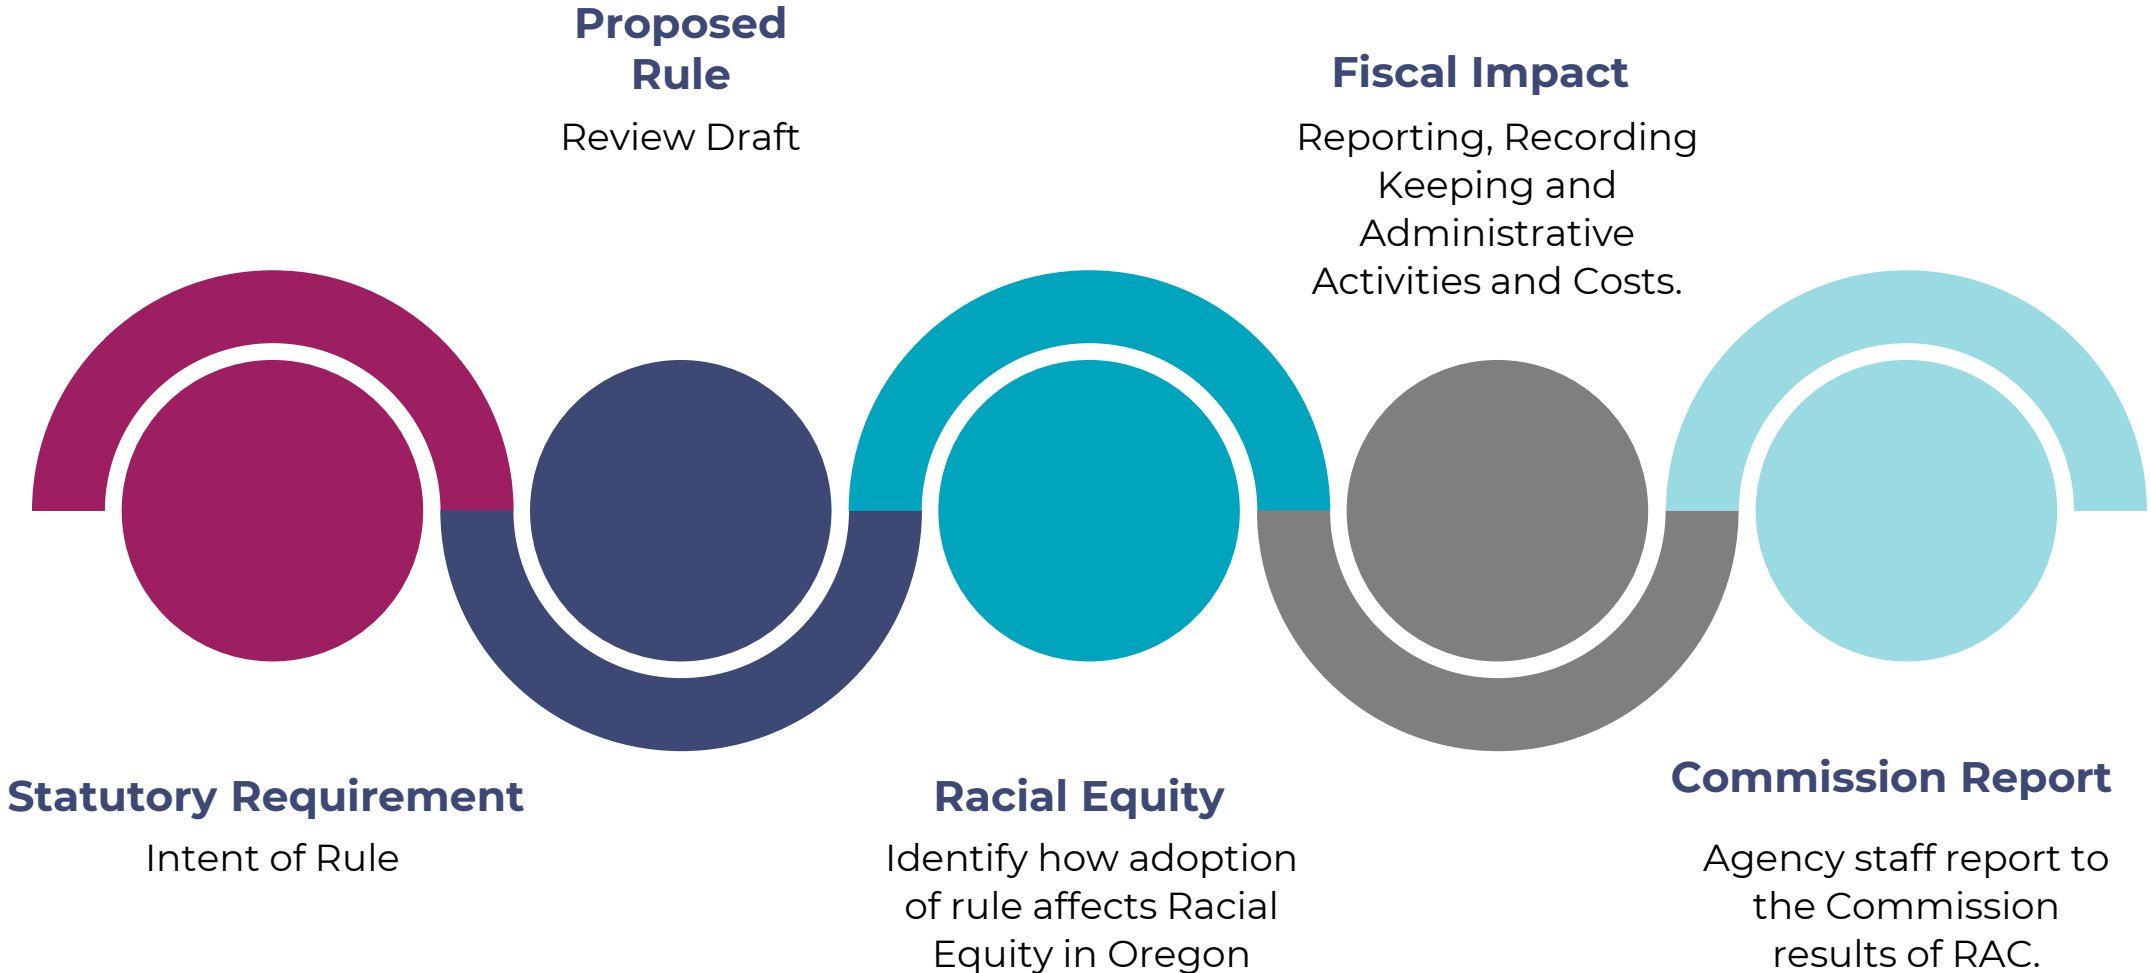 Proposed
Rule
Review Draft
Fiscal Impact
Reporting, Recording
Keeping and
Administrative
Activities and Costs.
Statutory Requirement
Intent of Rule
Racial Equity
Identify how adoption
of rule affects Racial
Equity in Oregon
Commission Report
Agency staff report to
the Commission
results of RAC.